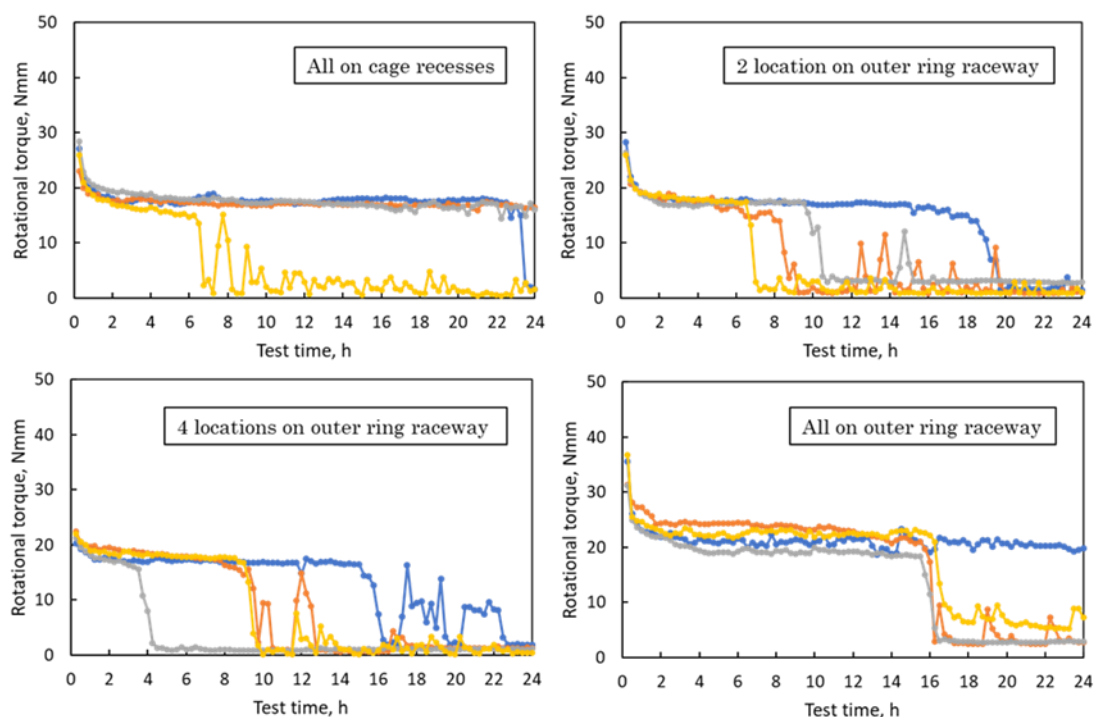 50
40
30
20
10
0
Rotational torque, Nmm
All on cage recesses
0 2 4 6 8 10 12 14 16 18 20 22 24
Test time, h
50
40
30
20
10
0
Rotational torque, Nmm
2 location on outer ring raceway
0 2 4 6 8 10 12 14 16 18 20 22 24
Test time, h
50
40
30
20
10
0
Rotational torque, Nmm
4 locations on outer ring raceway
0 2 4 6 8 10 12 14 16 18 20 22 24
Test time, h
50
40
30
20
10
0
Rotational torque, Nmm
All on outer ring raceway
0 2 4 6 8 10 12 14 16 18 20 22 24
Test time, h